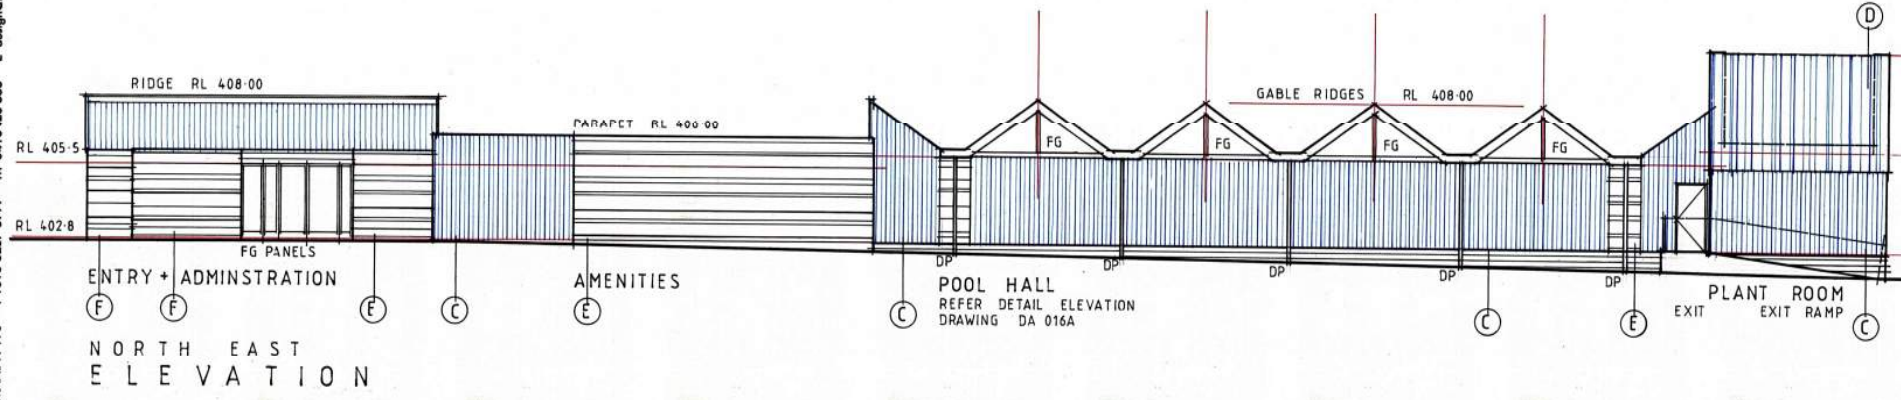 D
RIDGE RL 408·00
GABLE RIDGES RL 408·00
PARAPET RL
RL 405·5
FG
FG
FG
FG
RL 402·8
FG PANELS
DP
DP
DP
DP
DP
ENTRY + ADMINSTRATION
AMENITIES
POOL HALL
REFER DETAIL ELEVATION
DRAWING DA 016A
PLANT ROOM
EXIT
EXIT RAMP
F
F
E
C
E
C
C
E
C
NORTH EAST
ELEVATION